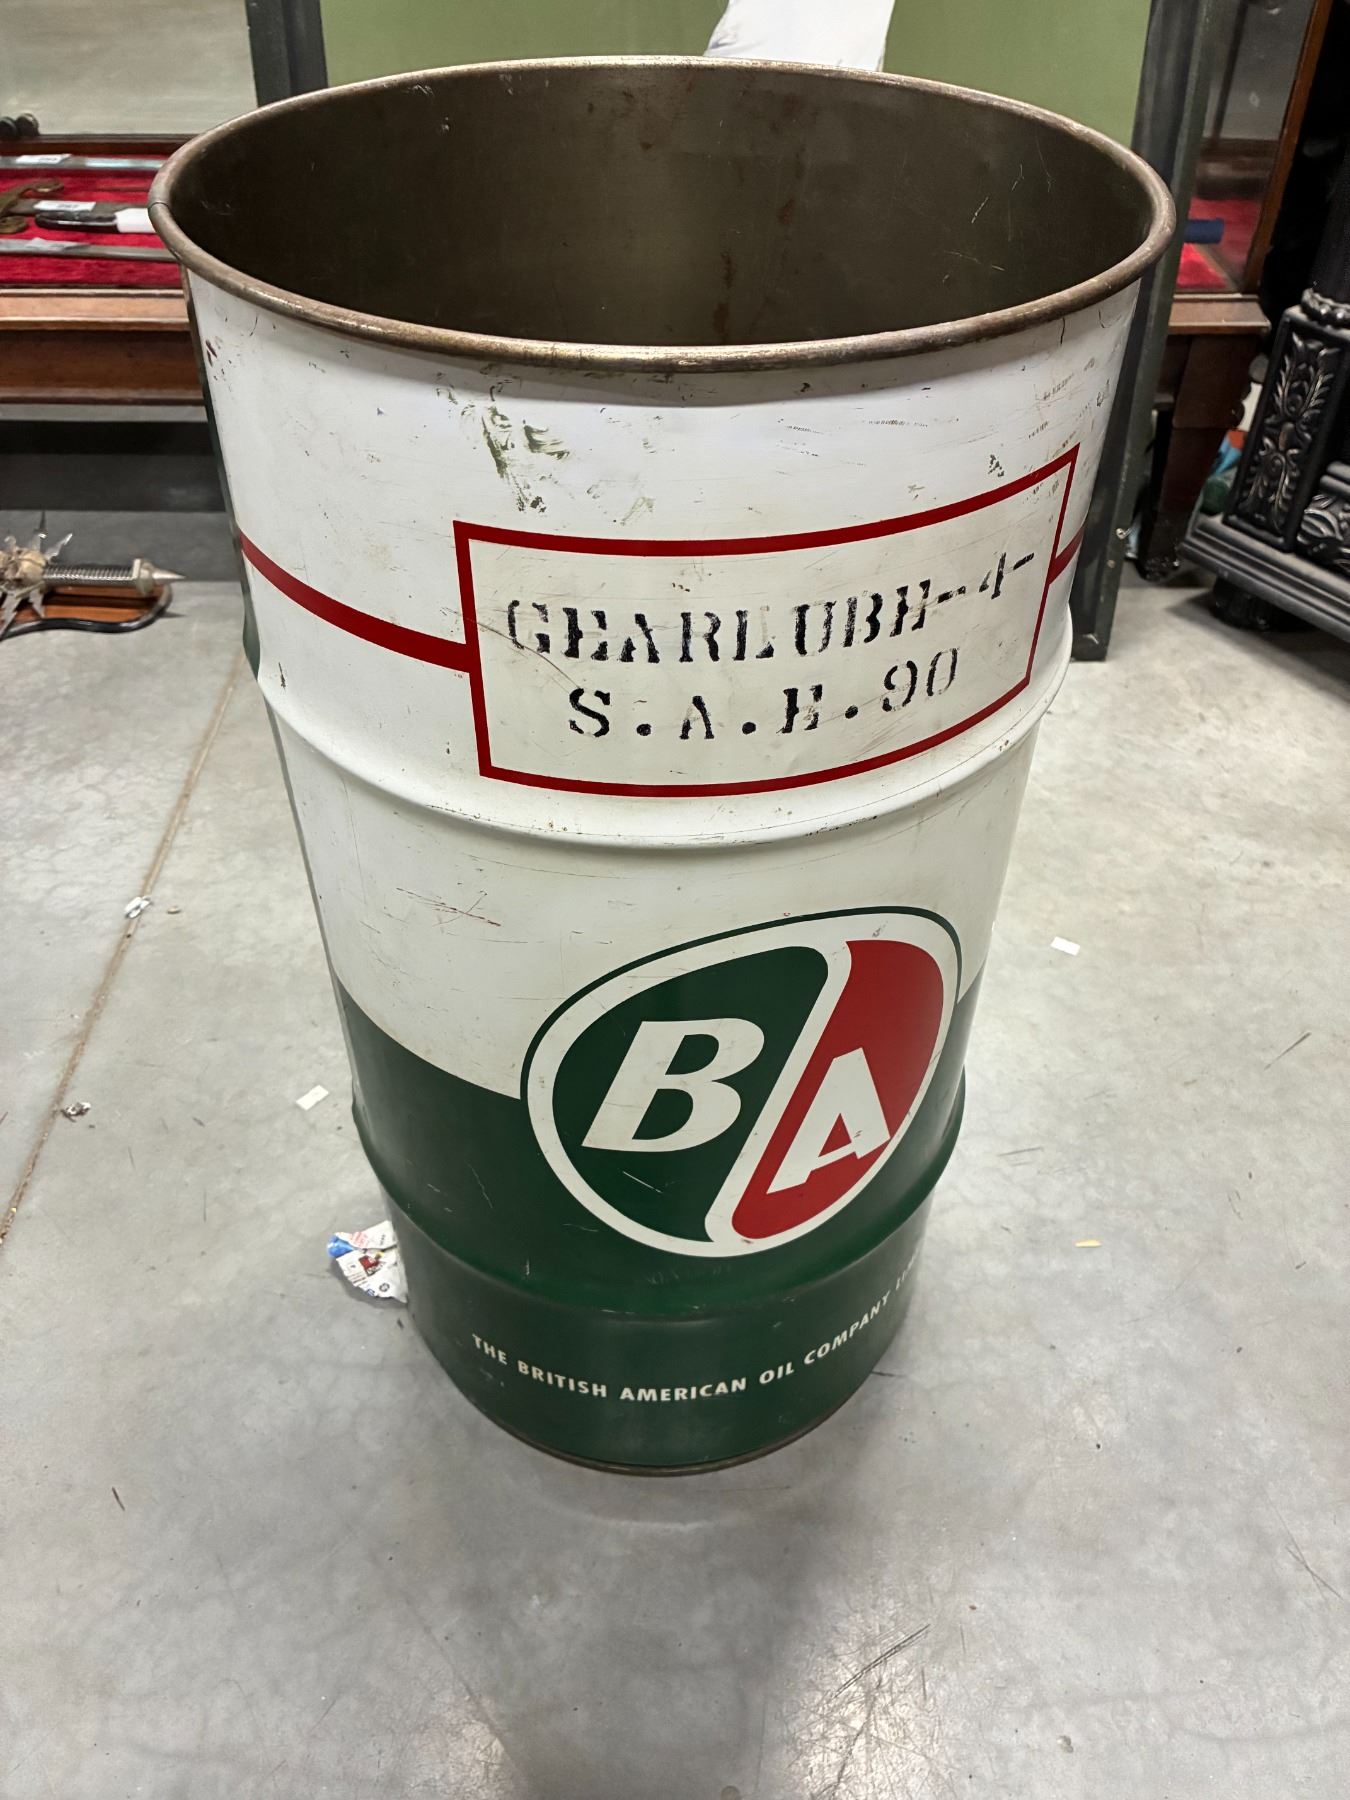 GEARLUBE-4-
S.A.E.90
BA
THE BRITISH AMERICAN OIL COMPANY